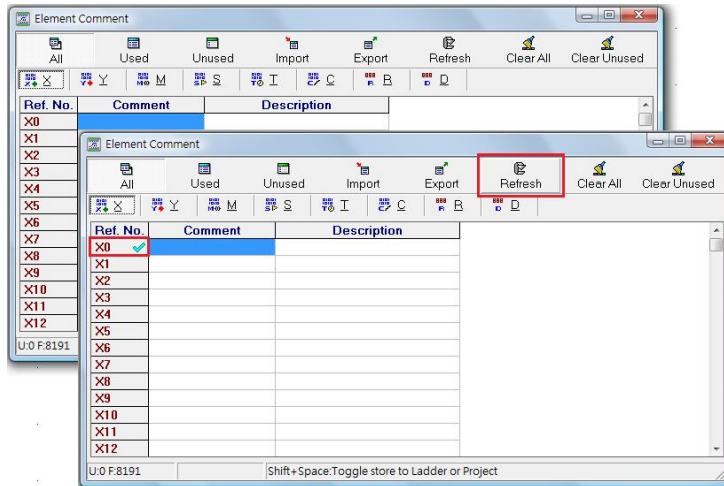 Element Comment
All Used Unused Import Export Refresh Clear All Clear Unused
X Y M S T C R D
Ref. No. Comment Description
X0
X1
X2
X3
X4
X5
X6
X7
X8
X9
X10
X11
X12
U:0 F:8191
Element Comment
All Used Unused Import Export Refresh Clear All Clear Unused
X Y M S T C R D
Ref. No. Comment Description
X0
X1
X2
X3
X4
X5
X6
X7
X8
X9
X10
X11
X12
U:0 F:8191 Shift+Space:Toggle store to Ladder or Project